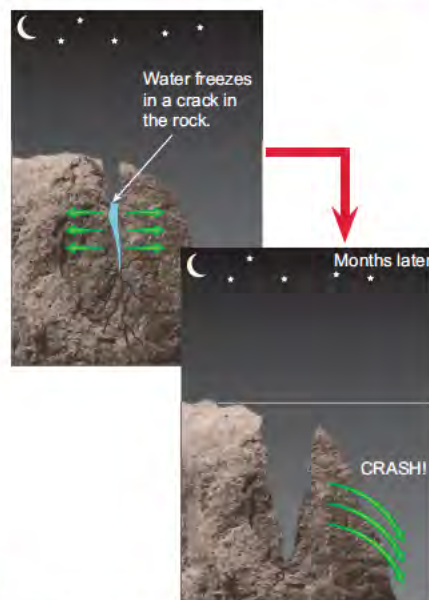 Water freezes
in a crack in
the rock.
Months later
CRASH!